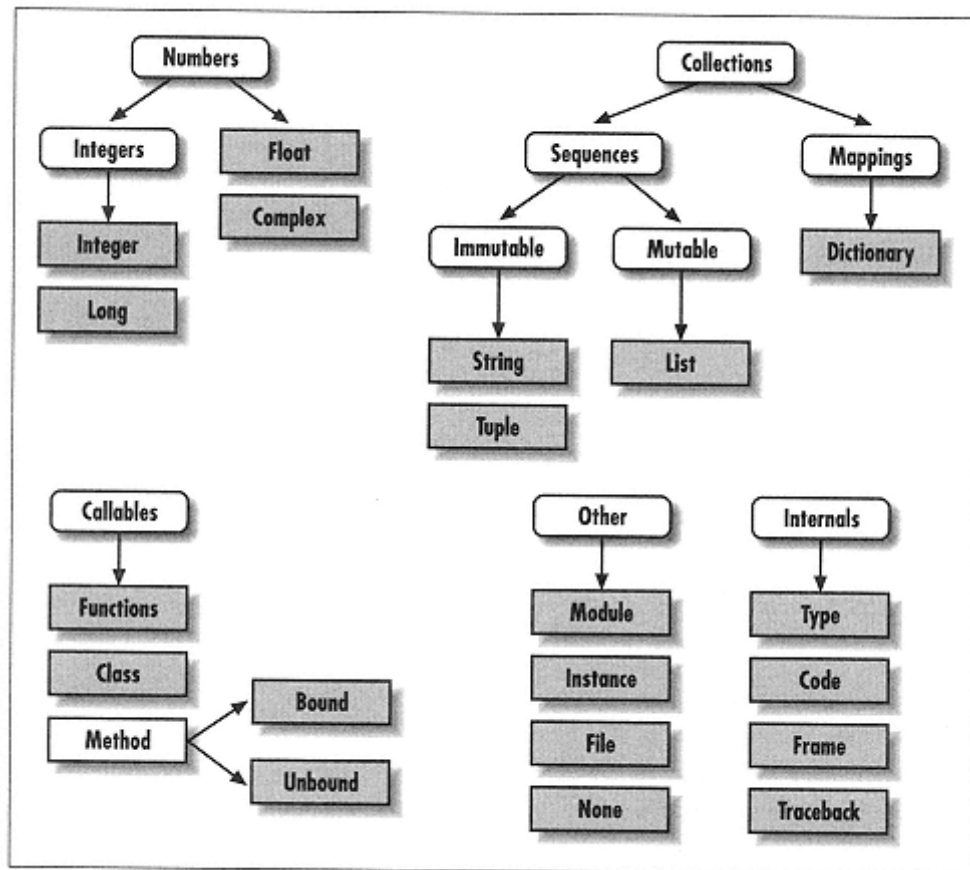 Numbers
Collections
Integers
Float
Sequences
Mappings
Integer
Complex
Immutable
Mutable
Dictionary
Long
String
List
Tuple
Callables
Other
Internals
Functions
Module
Type
Class
Instance
Code
Method
Bound
Unbound
File
Frame
None
Traceback